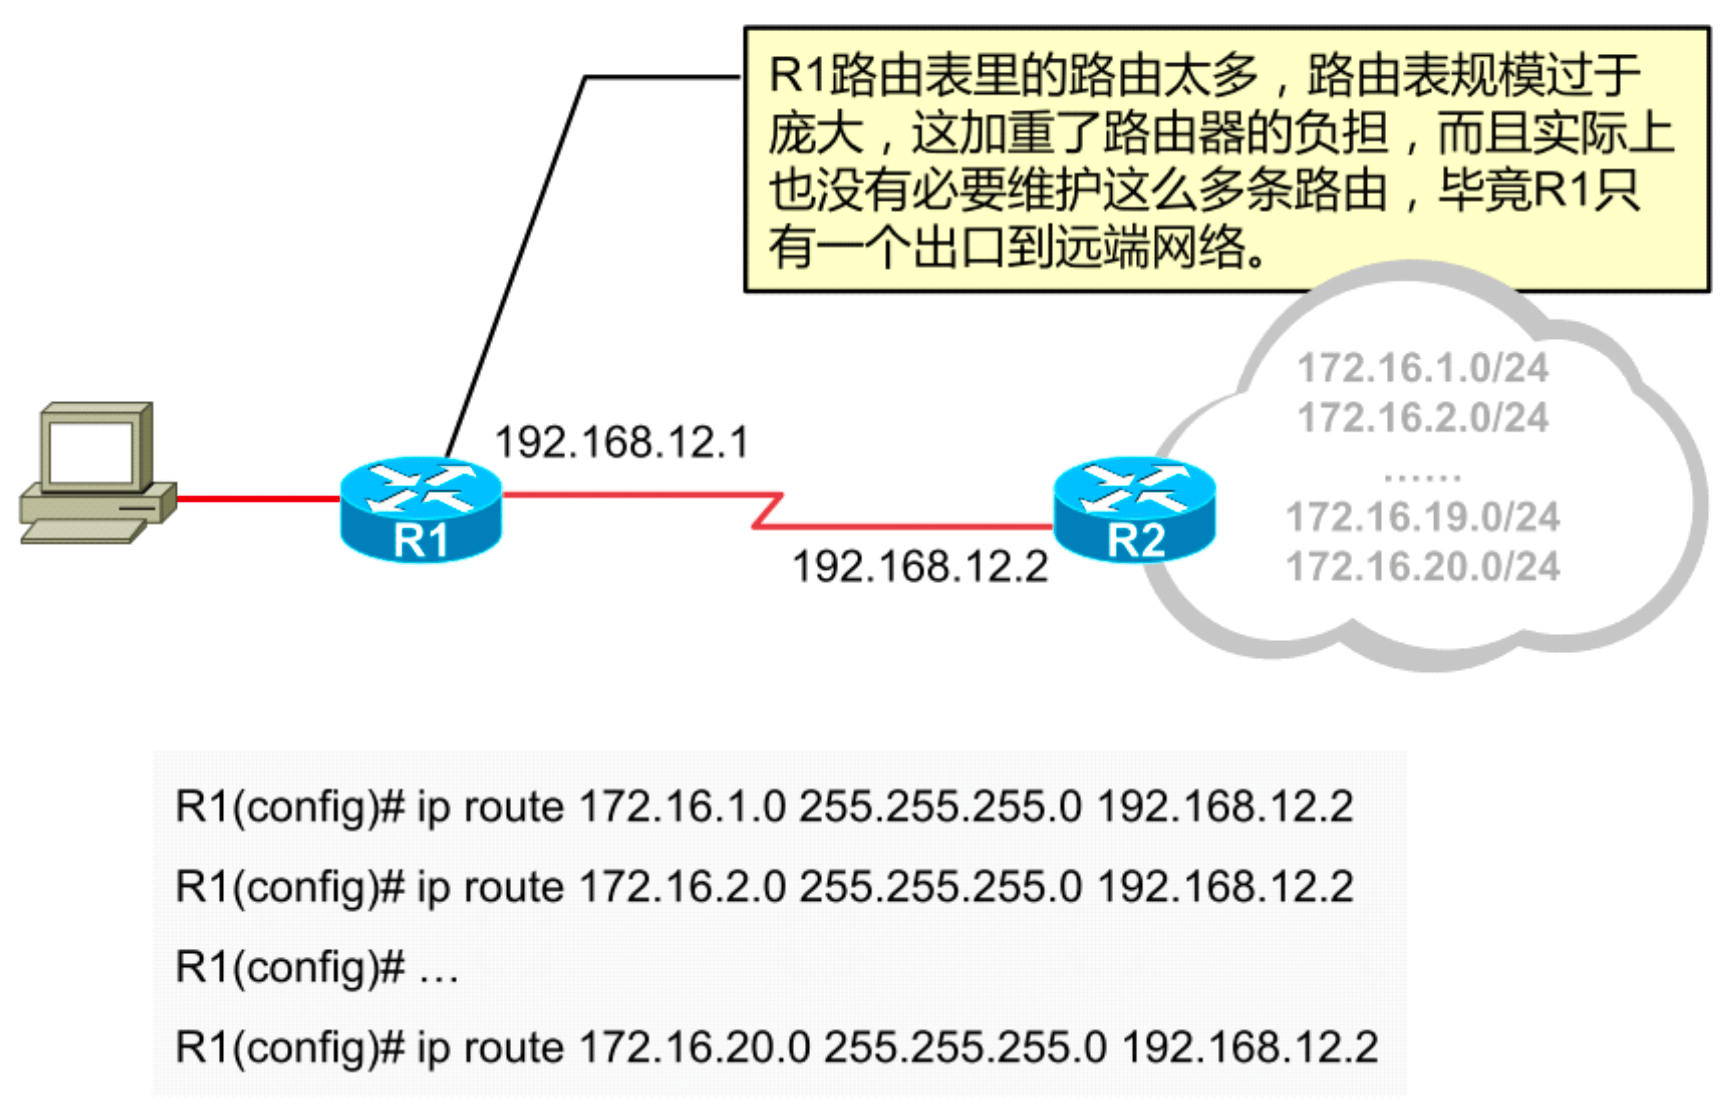 R1路由表里的路由太多，路由表规模过于
庞大，这加重了路由器的负担，而且实际上
也没有必要维护这么多条路由，毕竟R1只
有一个出口到远端网络。
172.16.1.0/24
172.16.2.0/24
……
172.16.19.0/24
172.16.20.0/24
192.168.12.1
R1
R2
192.168.12.2
R1(config)# ip route 172.16.1.0 255.255.255.0 192.168.12.2
R1(config)# ip route 172.16.2.0 255.255.255.0 192.168.12.2
R1(config)# …
R1(config)# ip route 172.16.20.0 255.255.255.0 192.168.12.2